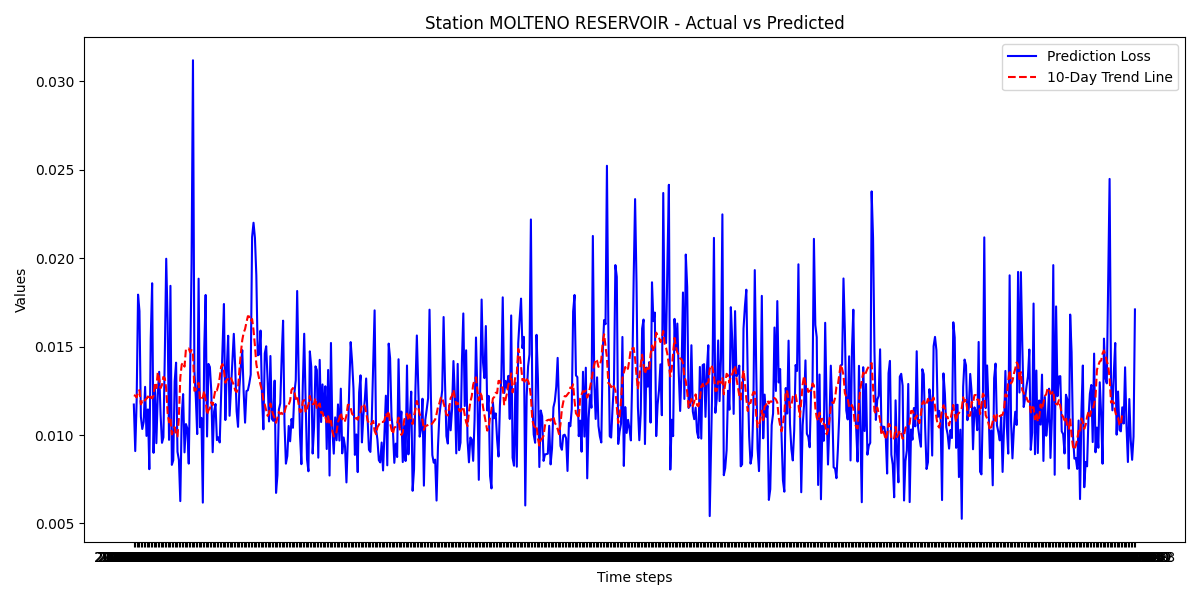 Station MOLTENO RESERVOIR - Actual vs Predicted
Prediction Loss
10-Day Trend Line
Values
0.030
0.025
0.020
0.015
0.010
0.005
Time steps